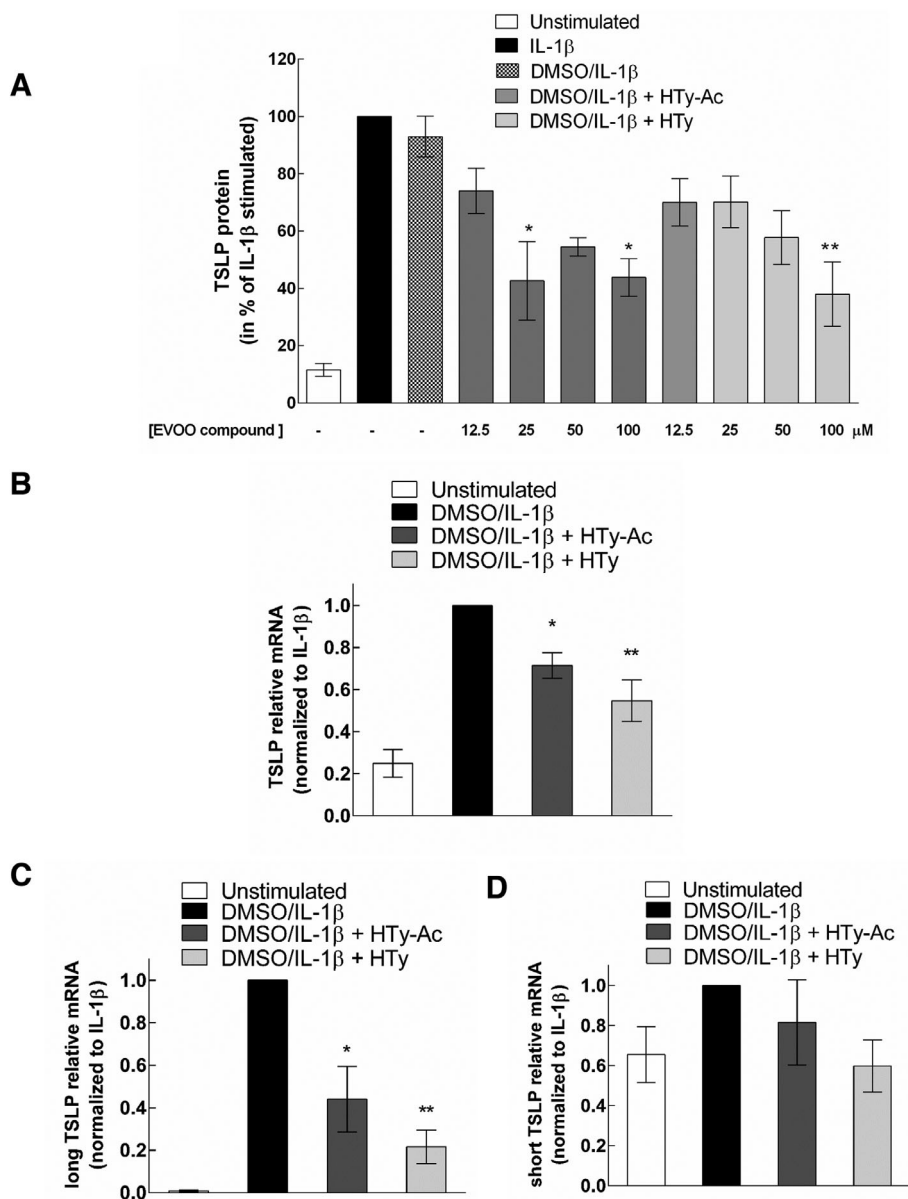 A
Unstimulated
IL-1β
DMSO/IL-1β
DMSO/IL-1β + HTy-Ac
DMSO/IL-1β + HTy
TSLP protein
(in % of IL-1β stimulated)
120
100
80
60
40
20
0
* * **
[EVOO compound ] - - - 12.5 25 50 100 12.5 25 50 100 μM
B
Unstimulated
DMSO/IL-1β
DMSO/IL-1β + HTy-Ac
DMSO/IL-1β + HTy
TSLP relative mRNA
(normalized to IL-1β)
1.0
0.8
0.6
0.4
0.2
0.0
* **
C
Unstimulated
DMSO/IL-1β
DMSO/IL-1β + HTy-Ac
DMSO/IL-1β + HTy
long TSLP relative mRNA
(normalized to IL-1β)
1.0
0.8
0.6
0.4
0.2
0.0
* **
D
Unstimulated
DMSO/IL-1β
DMSO/IL-1β + HTy-Ac
DMSO/IL-1β + HTy
short TSLP relative mRNA
(normalized to IL-1β)
1.0
0.8
0.6
0.4
0.2
0.0